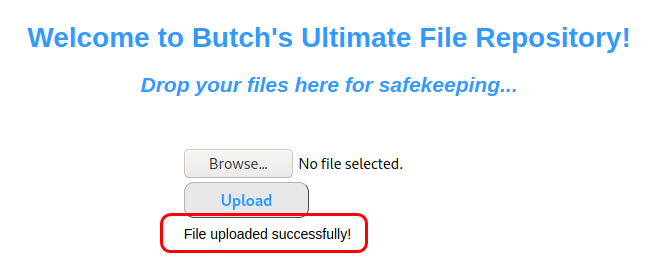 Welcome to Butch's Ultimate File Repository!
Drop your files here for safekeeping...
Browse... No file selected.
Upload
File uploaded successfully!